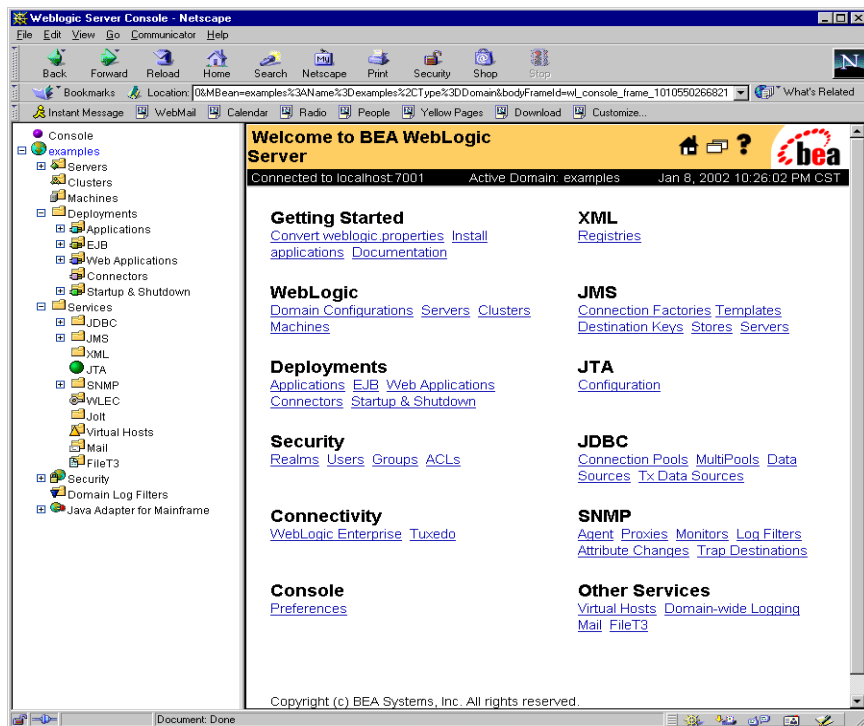 Weblogic Server Console - Netscape
File Edit View Go Communicator Help
Back Forward Reload Home Search Netscape Print Security Shop Stop
Bookmarks Location: 0&MBean=examples%3AName%3Dexamples%2CType%3DDomain&bodyFrameId=wl_console_frame_1010550266821 What's Related
Instant Message WebMail Calendar Radio People Yellow Pages Download Customize...
Console
examples
Servers
Clusters
Machines
Deployments
Applications
EJB
Web Applications
Connectors
Startup & Shutdown
Services
JDBC
JMS
XML
JTA
SNMP
WLEC
Jolt
Virtual Hosts
Mail
FileT3
Security
Domain Log Filters
Java Adapter for Mainframe
Welcome to BEA WebLogic
Server
bea
Connected to localhost:7001 Active Domain: examples Jan 8, 2002 10:26:02 PM CST
Getting Started
Convert weblogic.properties Install
applications Documentation
XML
Registries
WebLogic
Domain Configurations Servers Clusters
Machines
JMS
Connection Factories Templates
Destination Keys Stores Servers
Deployments
Applications EJB Web Applications
Connectors Startup & Shutdown
JTA
Configuration
Security
Realms Users Groups ACLs
JDBC
Connection Pools MultiPools Data
Sources Tx Data Sources
Connectivity
WebLogic Enterprise Tuxedo
SNMP
Agent Proxies Monitors Log Filters
Attribute Changes Trap Destinations
Console
Preferences
Other Services
Virtual Hosts Domain-wide Logging
Mail FileT3
Copyright (c) BEA Systems, Inc. All rights reserved.
Document: Done